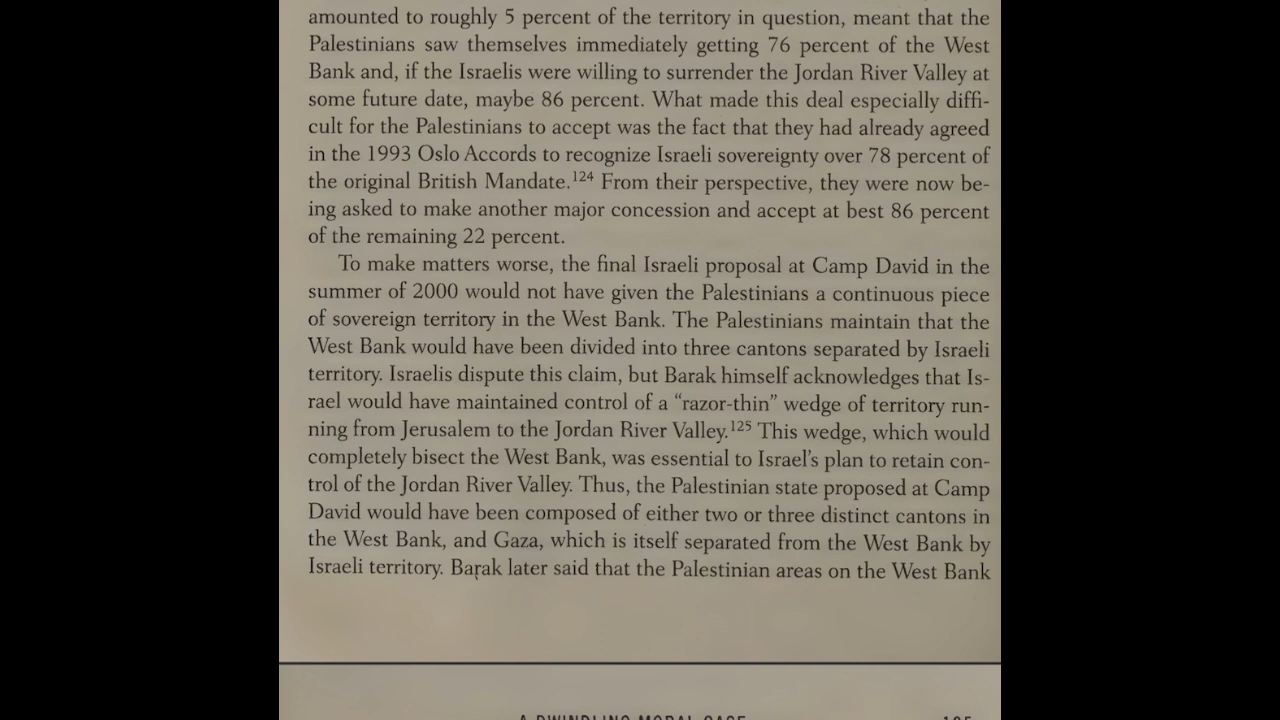 amounted to roughly 5 percent of the territory in question, meant that the
Palestinians saw themselves immediately getting 76 percent of the West
Bank and, if the Israelis were willing to surrender the Jordan River Valley at
some future date, maybe 86 percent. What made this deal especially diffi-
cult for the Palestinians to accept was the fact that they had already agreed
in the 1993 Oslo Accords to recognize Israeli sovereignty over 78 percent of
the original British Mandate.124 From their perspective, they were now be-
ing asked to make another major concession and accept at best 86 percent
of the remaining 22 percent.
To make matters worse, the final Israeli proposal at Camp David in the
summer of 2000 would not have given the Palestinians a continuous piece
of sovereign territory in the West Bank. The Palestinians maintain that the
West Bank would have been divided into three cantons separated by Israeli
territory. Israelis dispute this claim, but Barak himself acknowledges that Is-
rael would have maintained control of a “razor-thin” wedge of territory run-
ning from Jerusalem to the Jordan River Valley.125 This wedge, which would
completely bisect the West Bank, was essential to Israel’s plan to retain con-
trol of the Jordan River Valley. Thus, the Palestinian state proposed at Camp
David would have been composed of either two or three distinct cantons in
the West Bank, and Gaza, which is itself separated from the West Bank by
Israeli territory. Barak later said that the Palestinian areas on the West Bank
A DWINDLING MORAL CASE